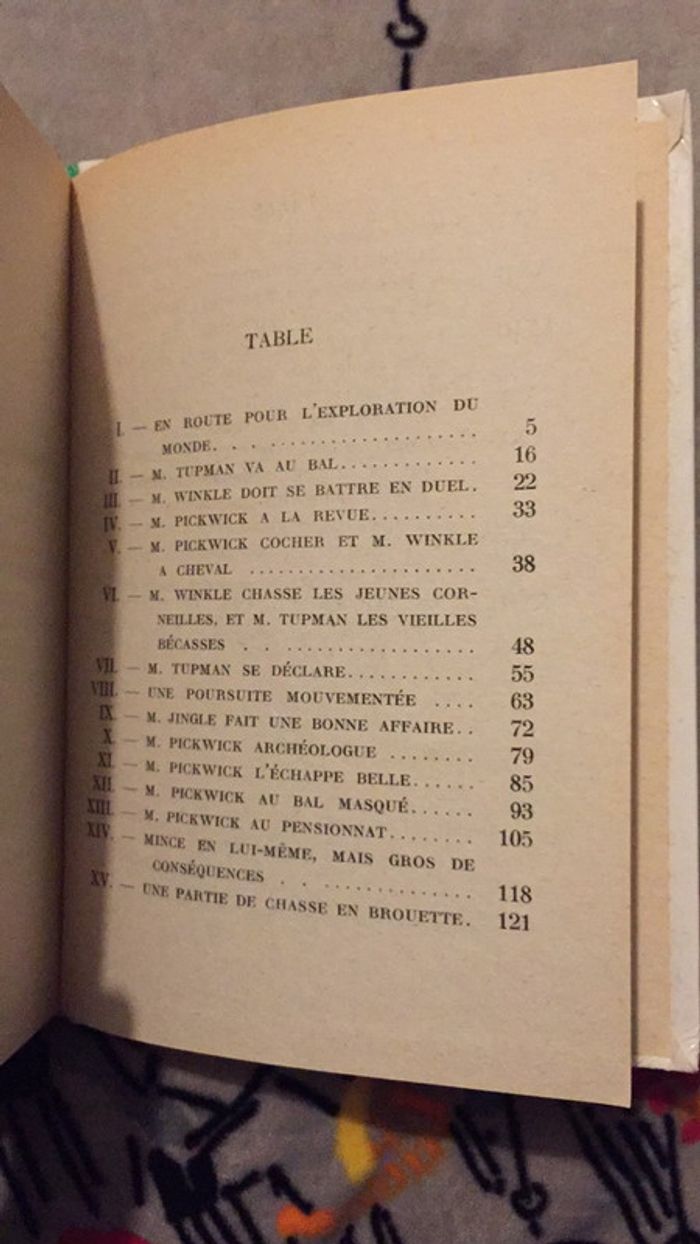 TABLE
I. — EN ROUTE POUR L'EXPLORATION DU
MONDE. . . . . . . . . . . . . . . . . . . . . 5
II. — M. TUPMAN VA AU BAL. . . . . . . . . . . . . 16
III. — M. WINKLE DOIT SE BATTRE EN DUEL. 22
IV. — M. PICKWICK A LA REVUE. . . . . . . . . . 33
V. — M. PICKWICK COCHER ET M. WINKLE
A CHEVAL . . . . . . . . . . . . . . . . . . . . . . 38
VI. — M. WINKLE CHASSE LES JEUNES COR-
NEILLES, ET M. TUPMAN LES VIEILLES
BÉCASSES . . . . . . . . . . . . . . . . . . . . 48
VII. — M. TUPMAN SE DÉCLARE. . . . . . . . . . . . 55
VIII. — UNE POURSUITE MOUVEMENTÉE . . . . 63
IX. — M. JINGLE FAIT UNE BONNE AFFAIRE. . 72
X. — M. PICKWICK ARCHÉOLOGUE . . . . . . . . 79
XI. — M. PICKWICK L'ÉCHAPPE BELLE. . . . . . 85
XII. — M. PICKWICK AU BAL MASQUÉ. . . . . . 93
XIII. — M. PICKWICK AU PENSIONNAT. . . . . . . . 105
XIV. — MINCE EN LUI-MÊME, MAIS GROS DE
CONSÉQUENCES . . . . . . . . . . . . . . . . 118
XV. — UNE PARTIE DE CHASSE EN BROUETTE. 121